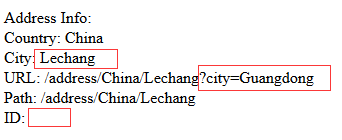 Address Info:
Country: China
City: Lechang
URL: /address/China/Lechang?city=Guangdong
Path: /address/China/Lechang
ID: